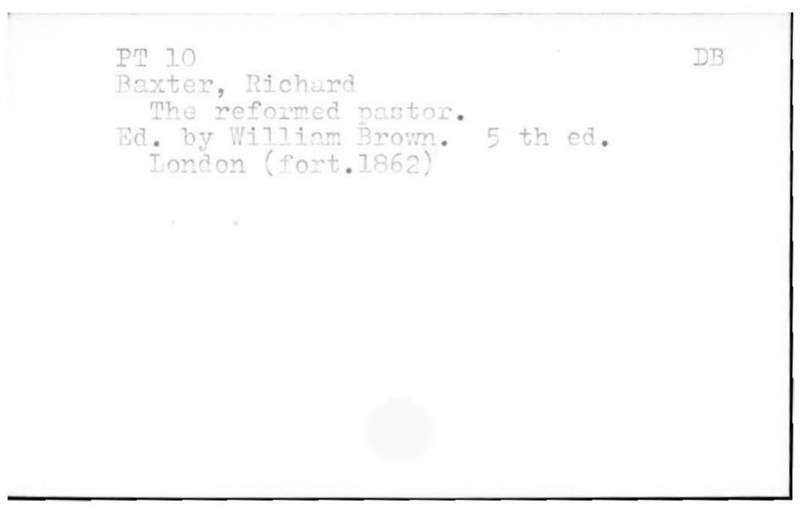 PT 10 DB
Baxter, Richard
The reformed pastor.
Ed. by William Brown. 5 th ed.
London (fort.1862)